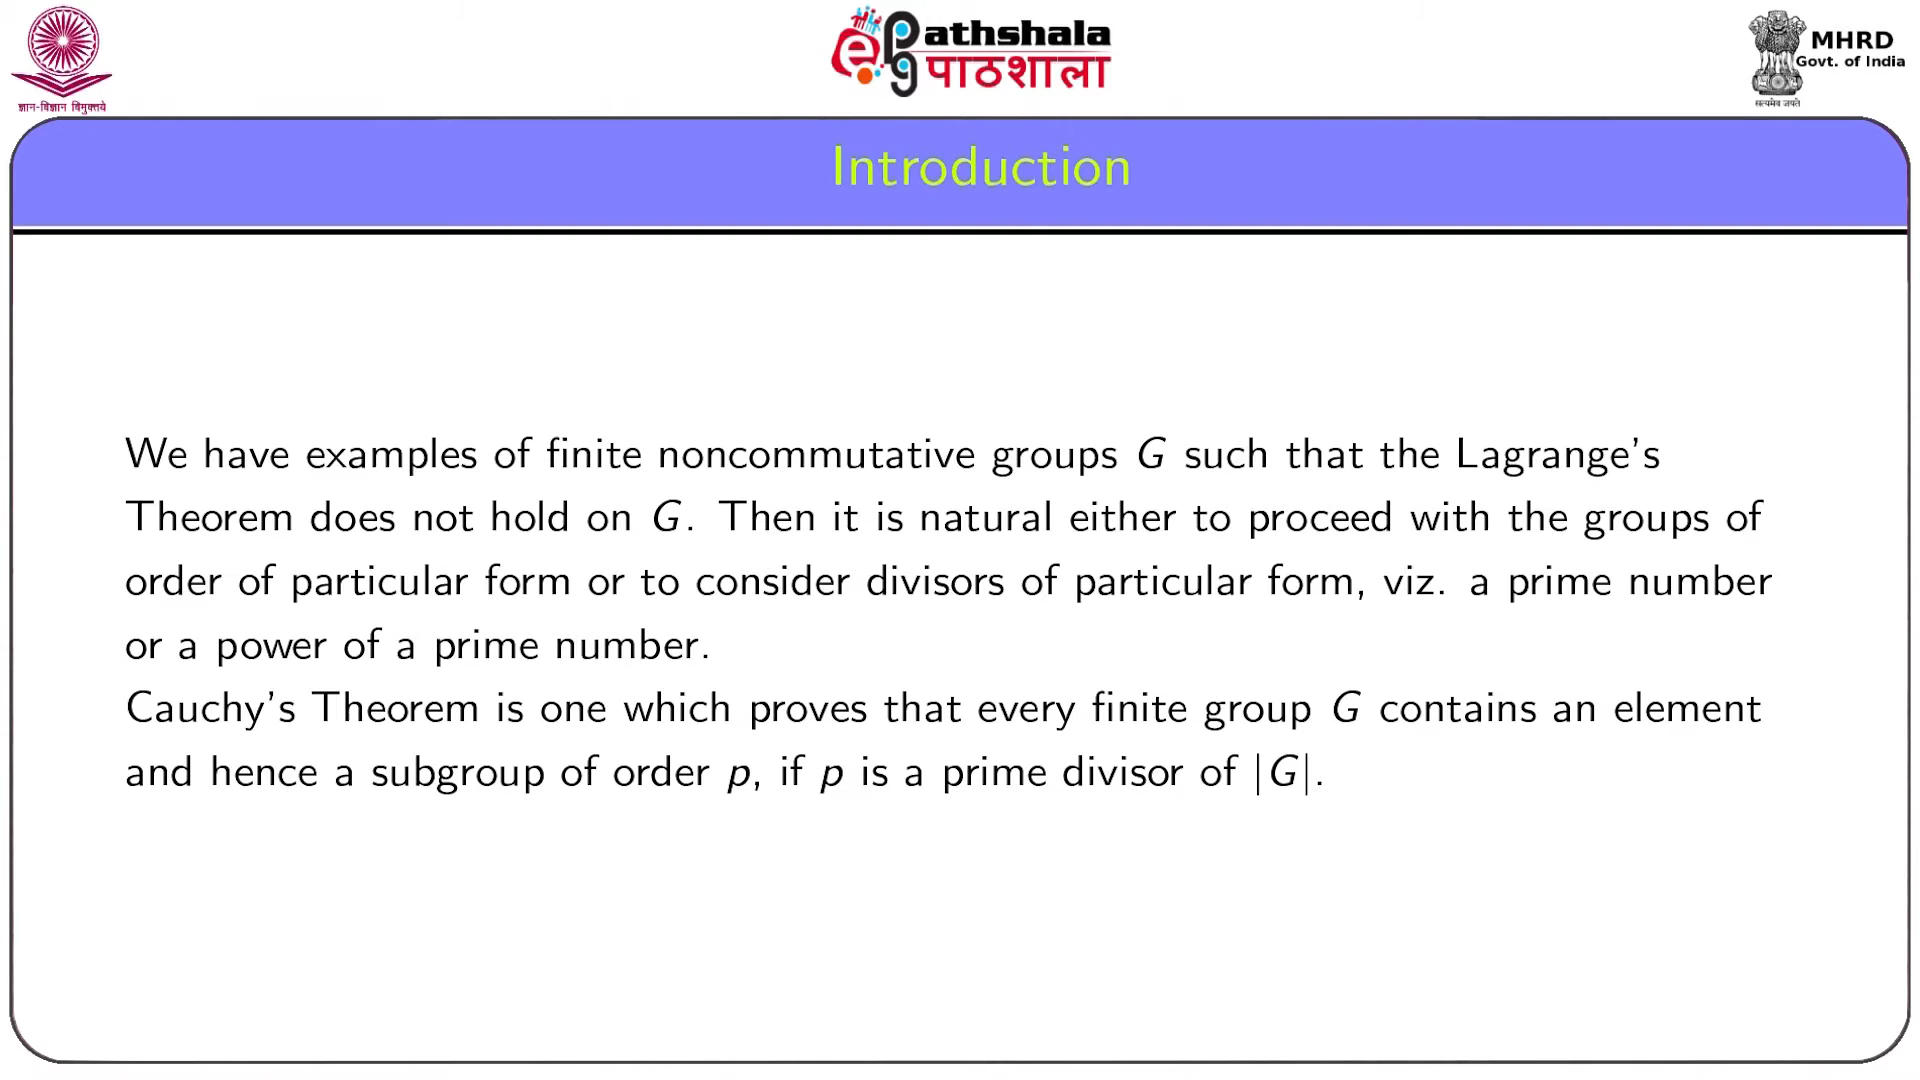 ज्ञान-विज्ञान विमुक्तये
ePG Pathshala
पाठशाला
MHRD
Govt. of India
सत्यमेव जयते
Introduction
We have examples of finite noncommutative groups G such that the Lagrange's
Theorem does not hold on G. Then it is natural either to proceed with the groups of
order of particular form or to consider divisors of particular form, viz. a prime number
or a power of a prime number.
Cauchy's Theorem is one which proves that every finite group G contains an element
and hence a subgroup of order p, if p is a prime divisor of |G|.